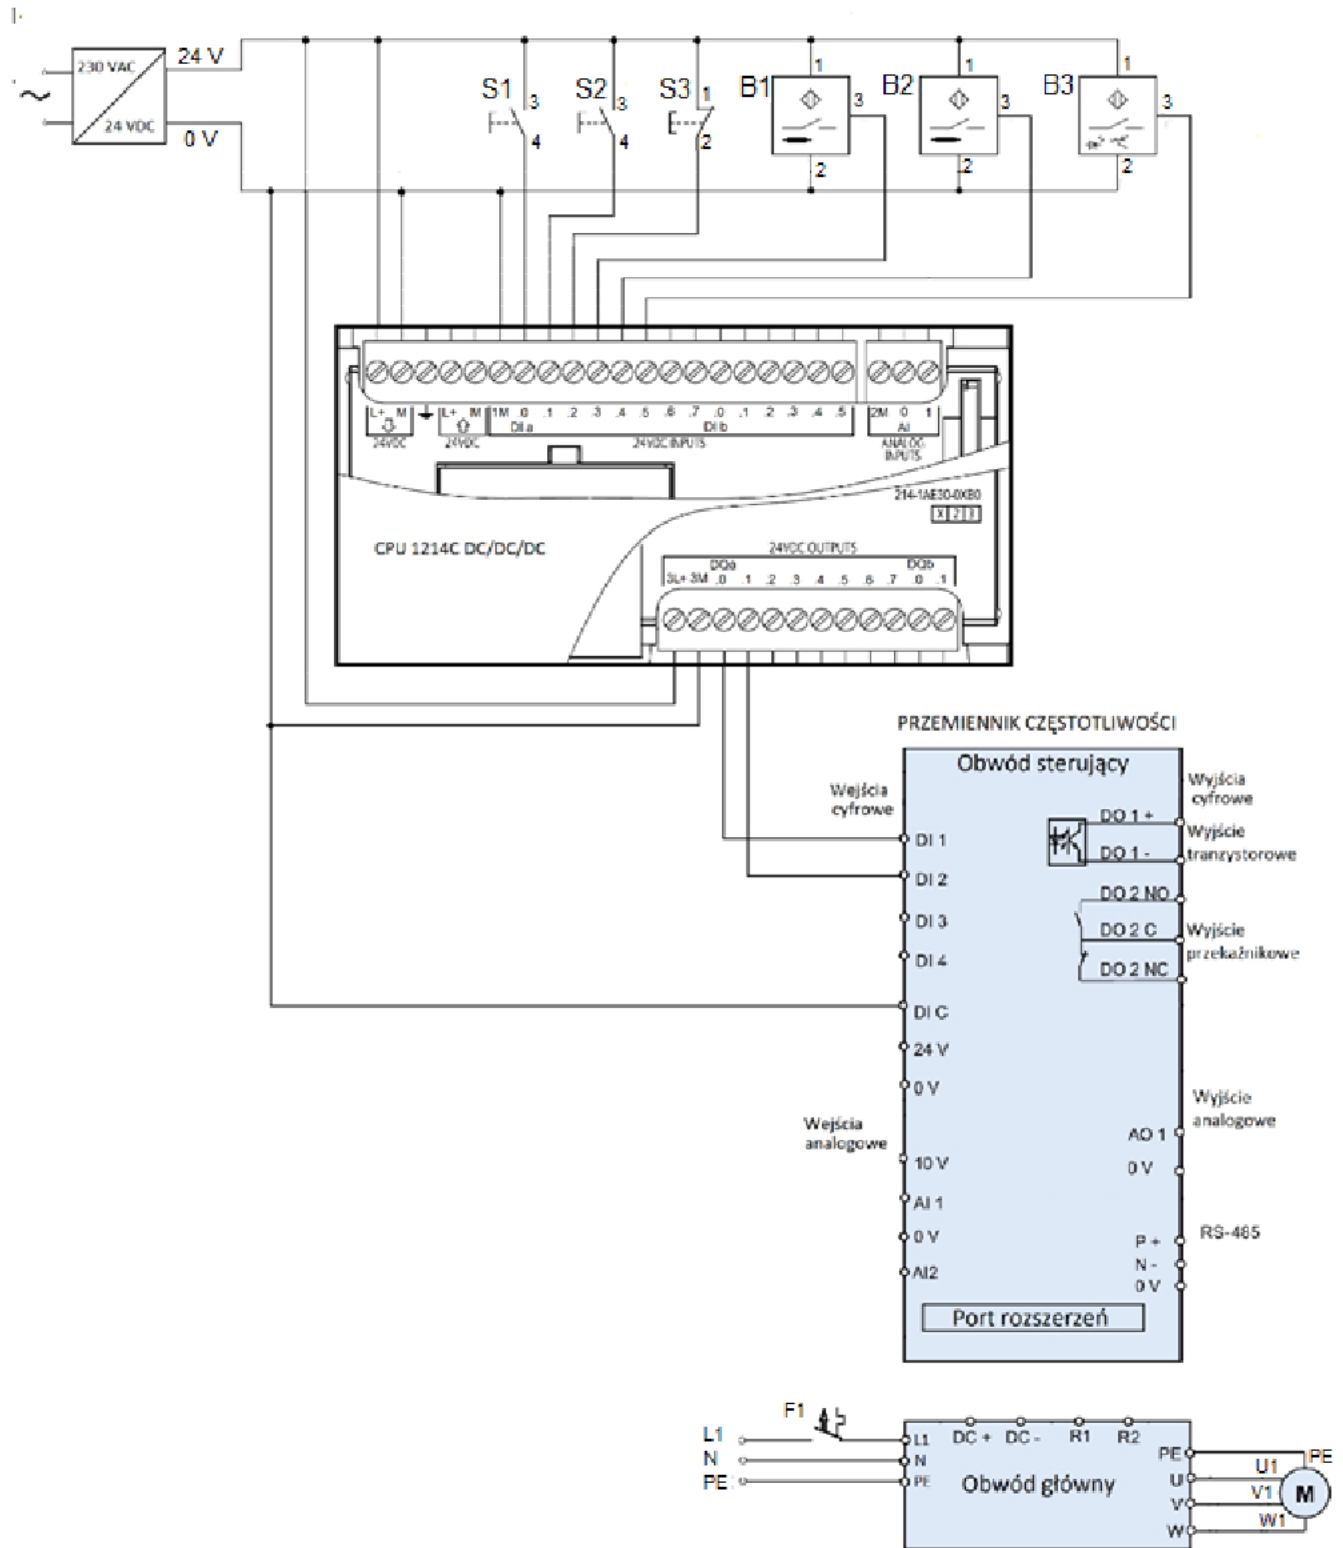 230 VAC
24 VDC
24 V
0 V
S1
3
4
S2
3
4
S3
1
2
B1
1
3
2
B2
1
3
2
B3
1
3
2
L+ M L+ M 1M .0 .1 .2 .3 .4 .5 .6 .7 .0 .1 .2 .3 .4 .5 2M 0 1
DI a DI b AI
24VDC 24VDC 24VDC INPUTS ANALOG
INPUTS
214-1AE30-0XB0
X 2 3
CPU 1214C DC/DC/DC
24VDC OUTPUTS
DQa DQb
3L+ 3M .0 .1 .2 .3 .4 .5 .6 .7 .0 .1
PRZEMIENNIK CZĘSTOTLIWOŚCI
Obwód sterujący
Wejścia
cyfrowe
Wyjścia
cyfrowe
DI 1
DI 2
DI 3
DI 4
DI C
24 V
0 V
DO 1 +
DO 1 -
Wyjście
tranzystorowe
DO 2 NO
DO 2 C
DO 2 NC
Wyjście
przekaźnikowe
Wejścia
analogowe
10 V
AI 1
0 V
AI2
Wyjście
analogowe
AO 1
0 V
RS-485
P +
N -
0 V
Port rozszerzeń
F1
L1
N
PE
L1
N
PE
DC + DC - R1 R2
Obwód główny
PE
U
V
W
PE
U1
V1
W1
M